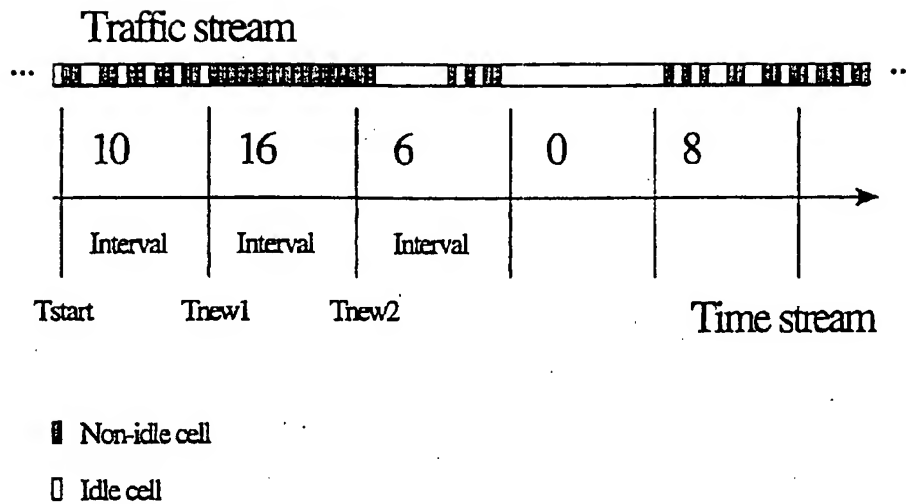 Traffic stream
... ..
10 16 6 0 8
Interval Interval Interval
Tstart Tnew1 Tnew2
Time stream
Non-idle cell
Idle cell